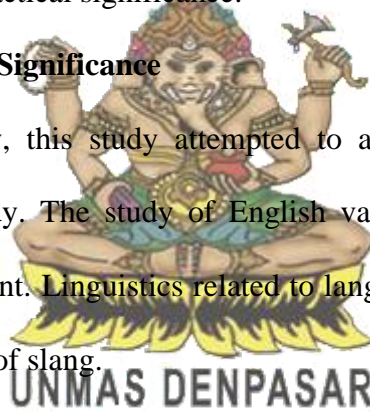 ctical significance.
Significance
, this study attempted to a
y. The study of English va
nt. Linguistics related to lang
of slang.
UNMAS DENPASAR